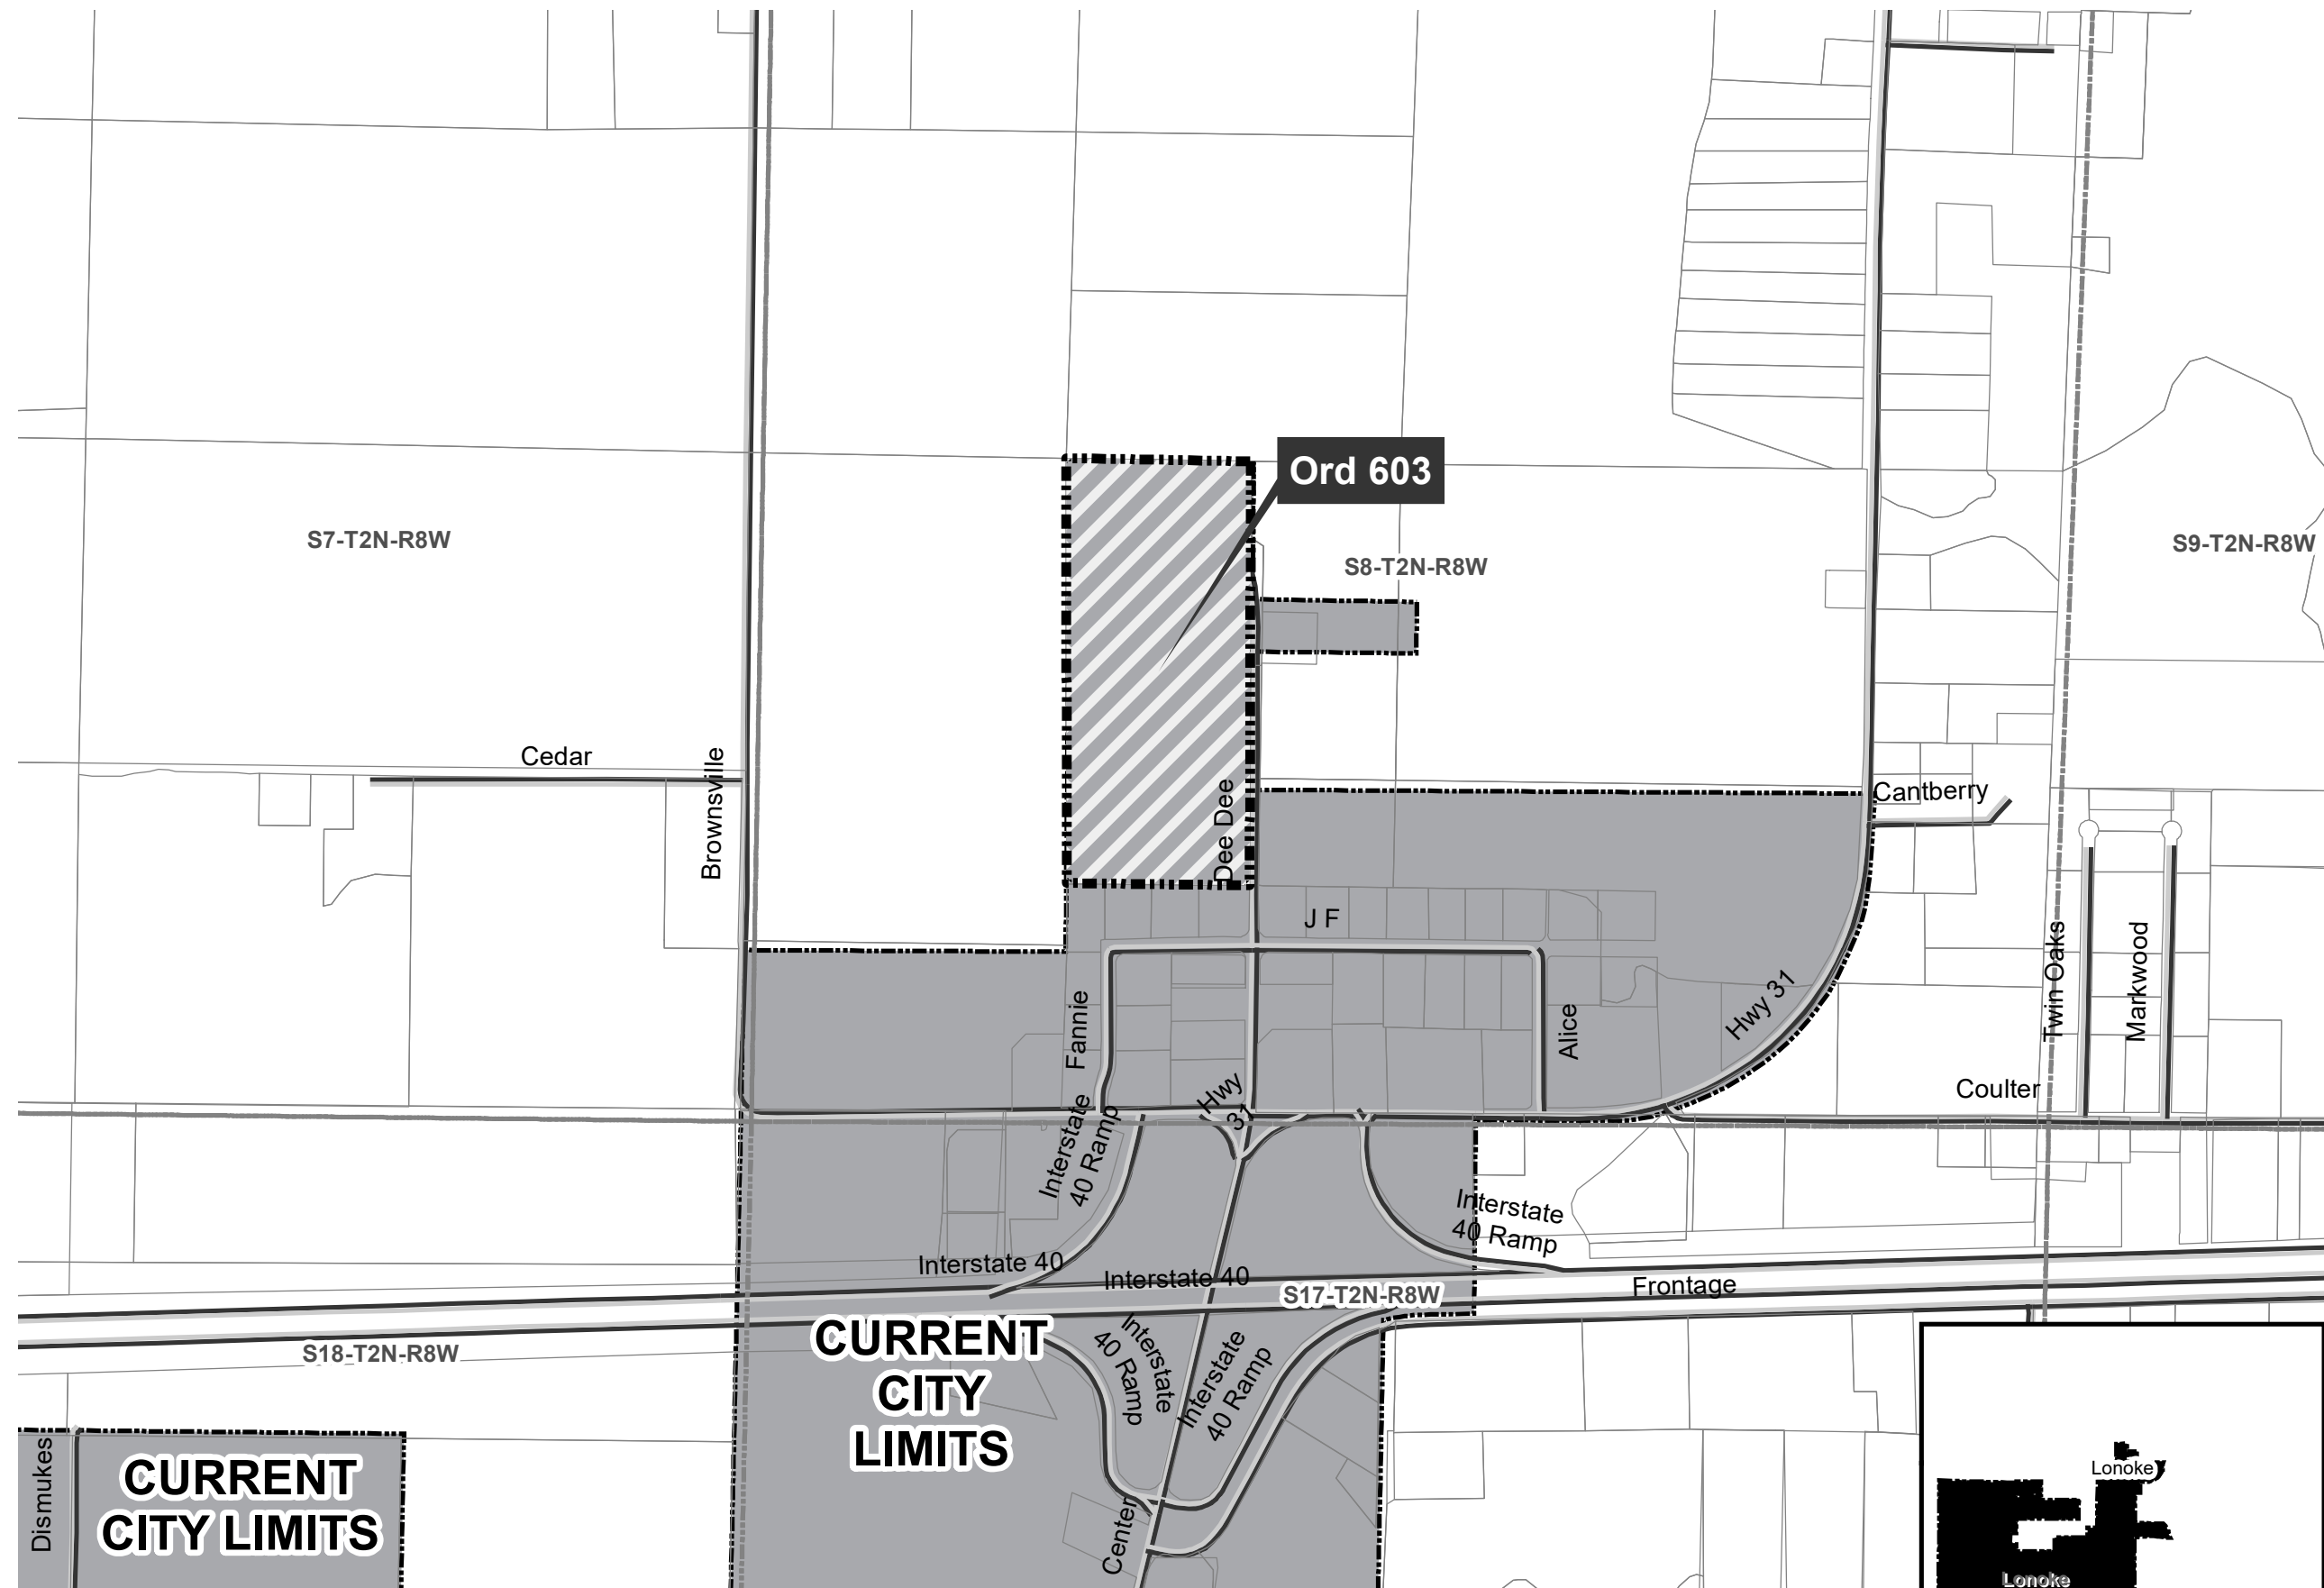 Ord 603
S7-T2N-R8W
S8-T2N-R8W
S9-T2N-R8W
Cedar
Brownsville
Dee Dee
Cantberry
J F
Fannie
Alice
Hwy 31
Twin Oaks
Markwood
Coulter
Hwy
31
Interstate
40 Ramp
Interstate
40 Ramp
Interstate 40
Interstate 40
S17-T2N-R8W
Frontage
S18-T2N-R8W
CURRENT
CITY
LIMITS
Interstate
40 Ramp
Interstate
40 Ramp
Center
Dismukes
CURRENT
CITY LIMITS
Lonoke
Lonoke